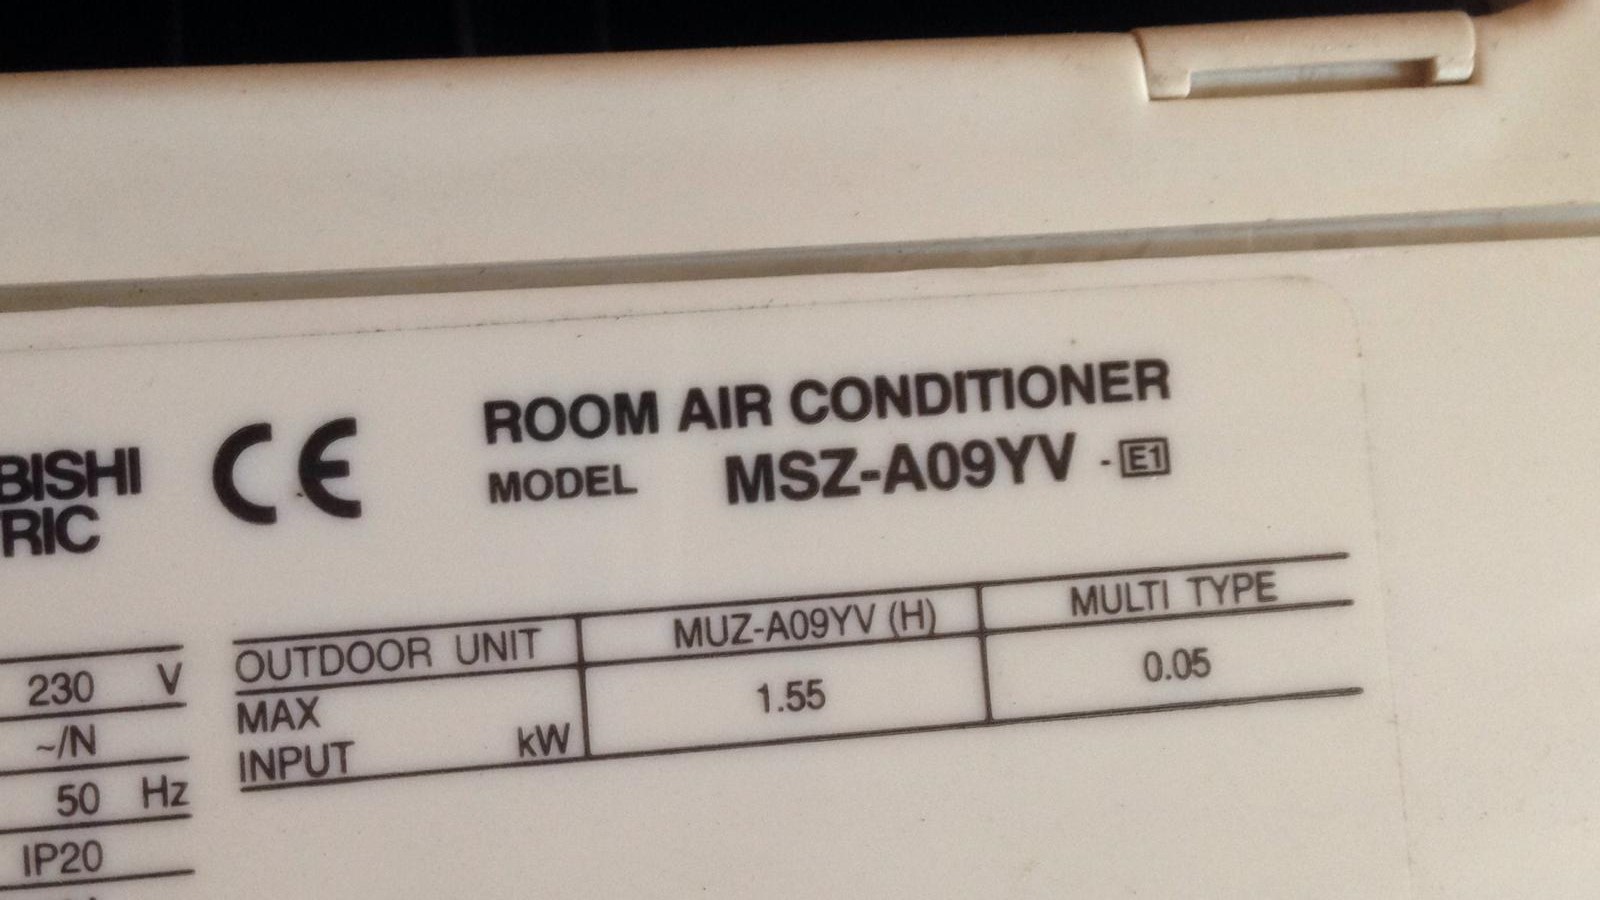 BISHI
RIC
CE
ROOM AIR CONDITIONER
MODEL MSZ-A09YV - E1
OUTDOOR UNIT MUZ-A09YV (H) MULTI TYPE
MAX
INPUT kW 1.55 0.05
230 V
~/N
50 Hz
IP20